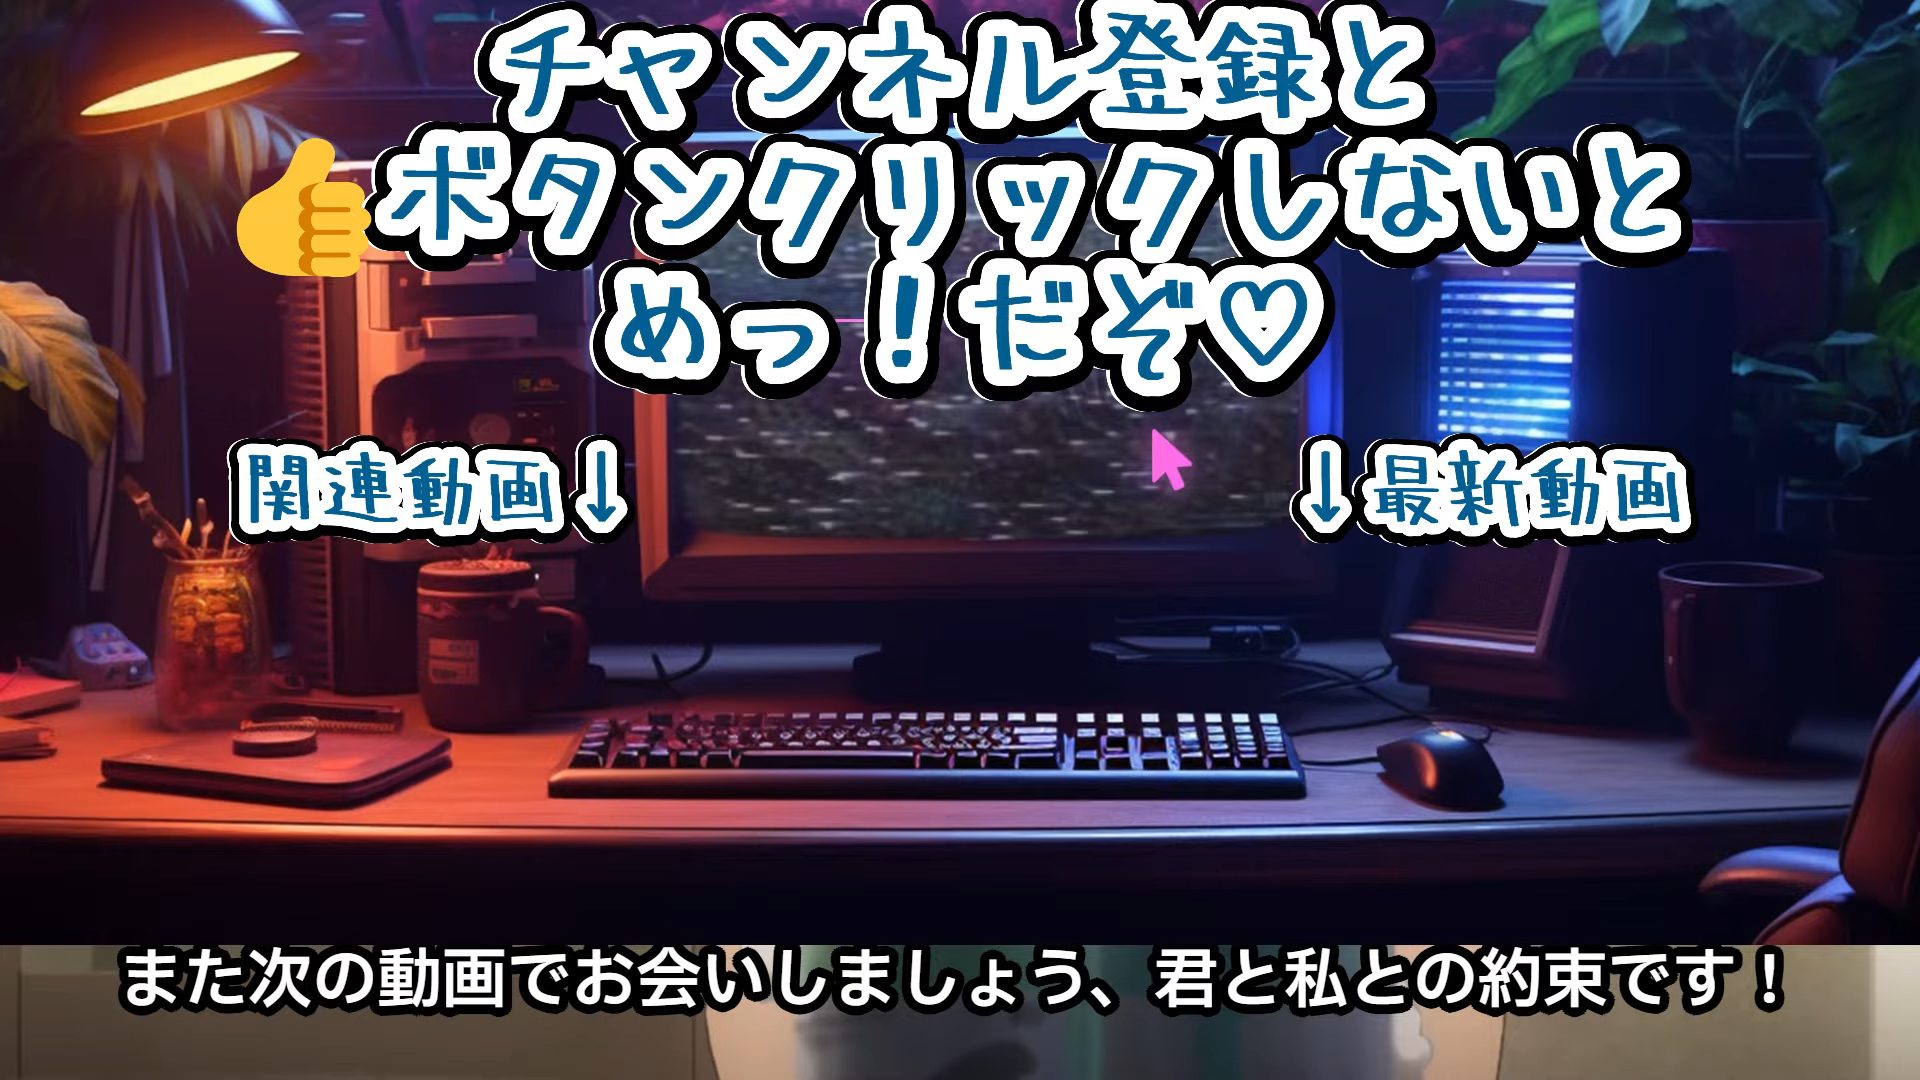 チャンネル登録と
👍ボタンクリックしないと
めっ！だぞ♡
関連動画↓
↓最新動画
また次の動画でお会いしましょう、君と私との約束です！